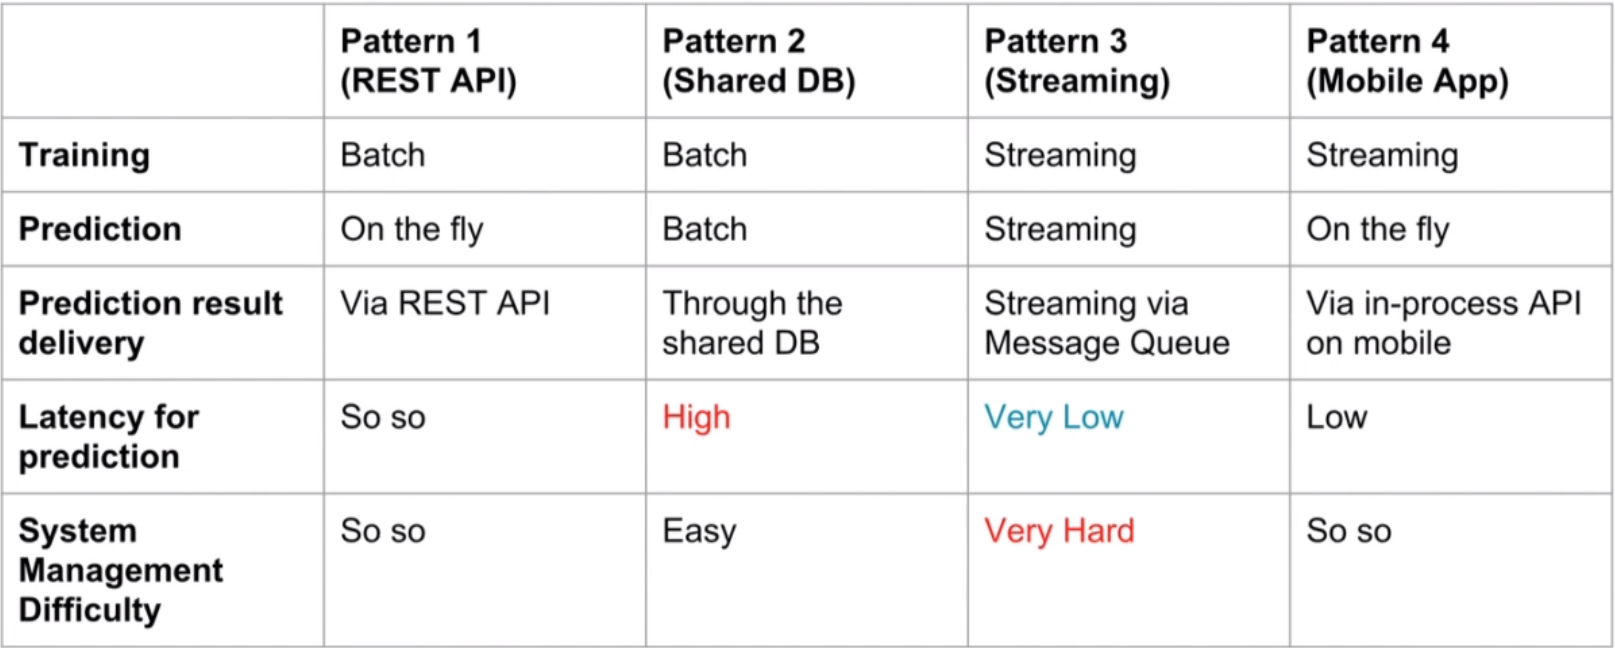 Pattern 1
(REST API)
Pattern 2
(Shared DB)
Pattern 3
(Streaming)
Pattern 4
(Mobile App)
Training
Batch
Batch
Streaming
Streaming
Prediction
On the fly
Batch
Streaming
On the fly
Prediction result
delivery
Via REST API
Through the
shared DB
Streaming via
Message Queue
Via in-process API
on mobile
Latency for
prediction
So so
High
Very Low
Low
System
Management
Difficulty
So so
Easy
Very Hard
So so